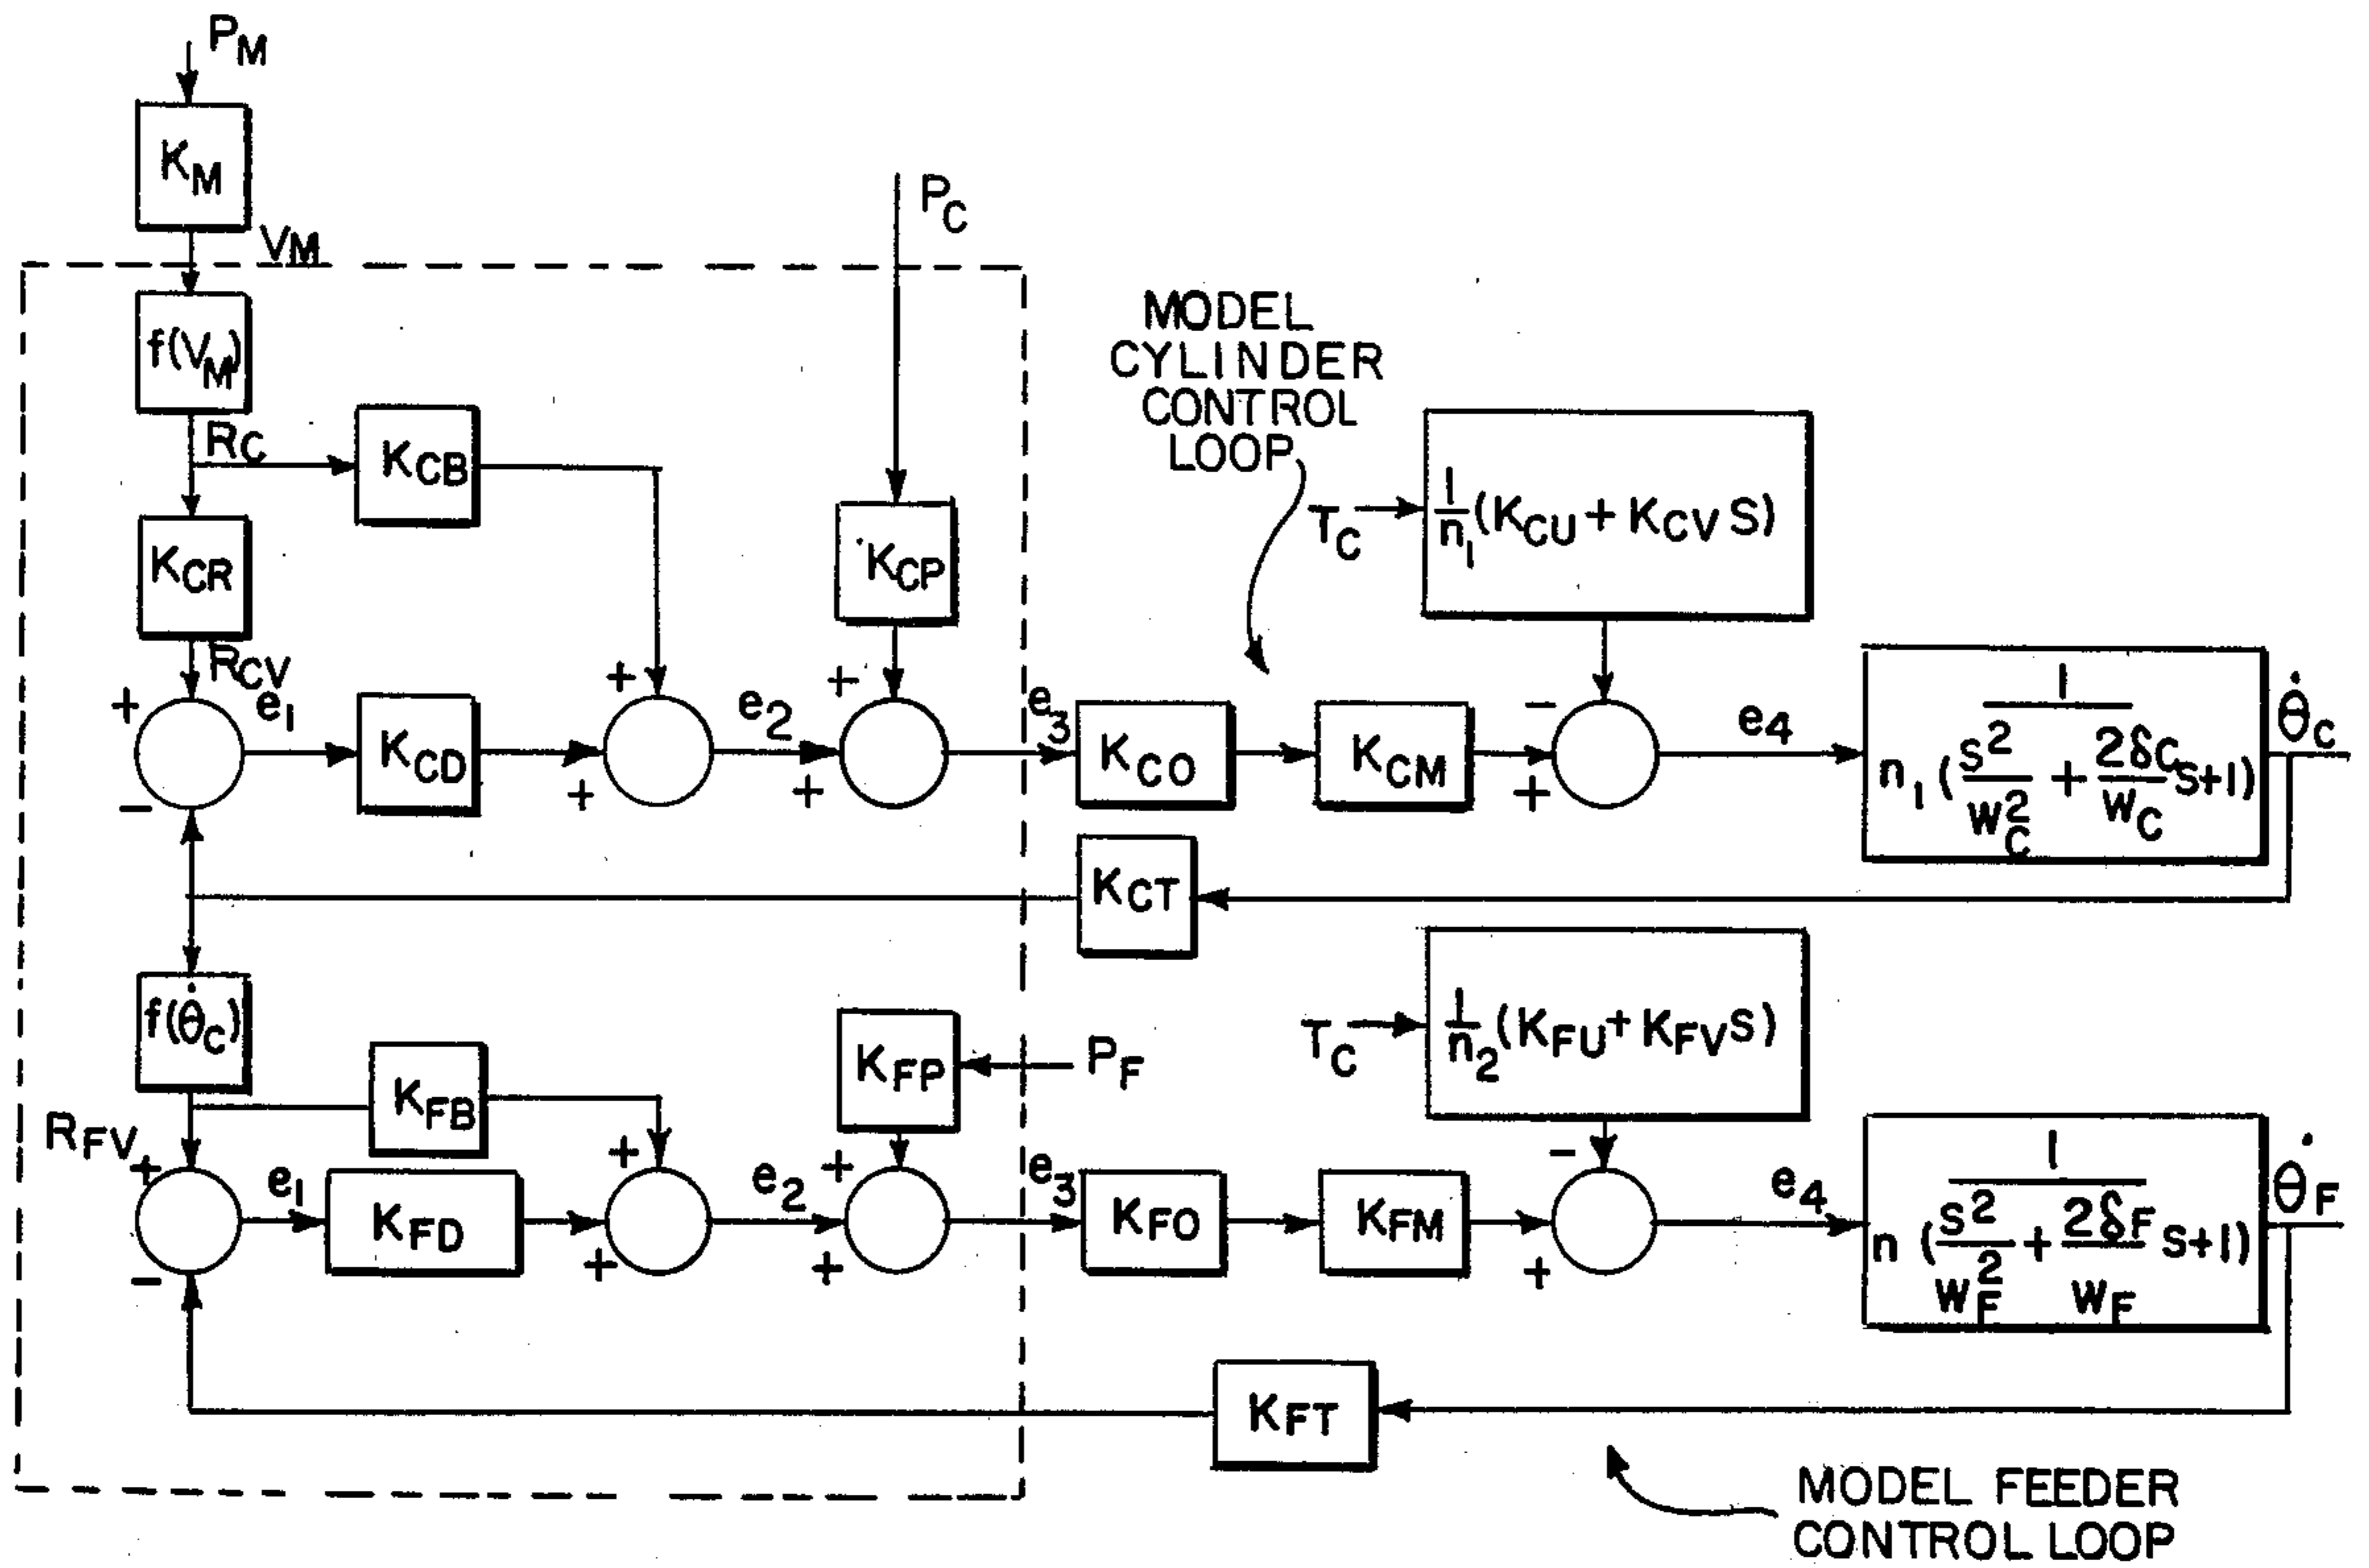 P_M
K_M
V_M
P_C
f(V_M)
MODEL
CYLINDER
CONTROL
LOOP
R_C
K_CB
K_CR
K_CP
T_C
1/n_1 (K_CU + K_CV S)
R_CV
+
e_1
-
K_CD
+
+
e_2
+
+
e_3
K_CO
K_CM
-
+
e_4
1 / n_1 (S^2/W_C^2 + 2δ_C/W_C S+1)
θ̇_C
K_CT
f(θ̇_C)
K_FB
K_FP
P_F
T_C
1/n_2 (K_FU + K_FV S)
R_FV
+
-
e_1
K_FD
+
+
e_2
+
+
e_3
K_FO
K_FM
-
+
e_4
1 / n (S^2/W_F^2 + 2δ_F/W_F S+1)
θ̇_F
K_FT
MODEL FEEDER
CONTROL LOOP